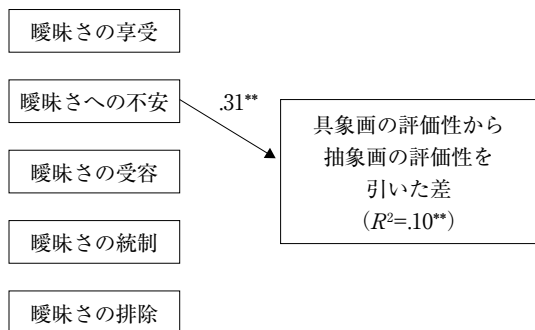 曖昧さの享受
曖昧さへの不安
.31**
曖昧さの受容
曖昧さの統制
曖昧さの排除
具象画の評価性から
抽象画の評価性を
引いた差
（R²=.10**）